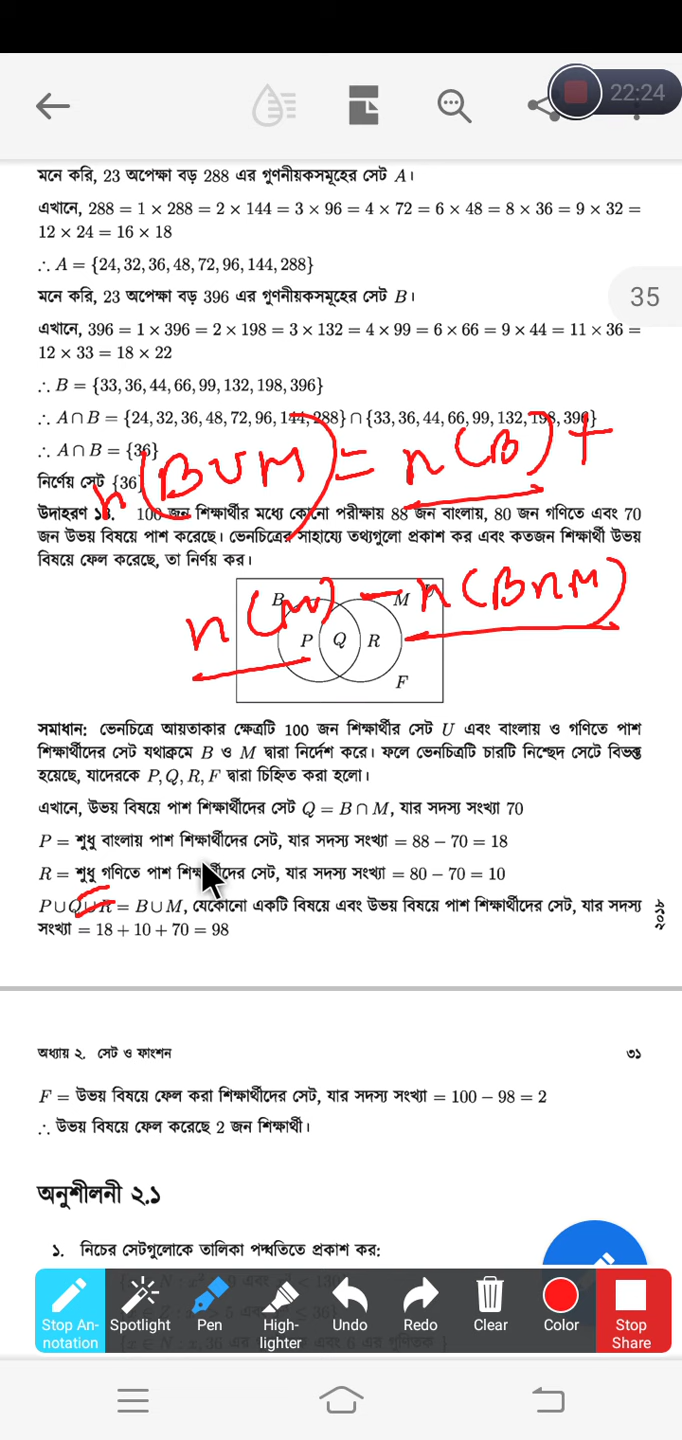 22:24
মনে করি, 23 অপেক্ষা বড় 288 এর গুণনীয়কসমূহের সেট A।
এখানে, 288 = 1 × 288 = 2 × 144 = 3 × 96 = 4 × 72 = 6 × 48 = 8 × 36 = 9 × 32 =
12 × 24 = 16 × 18
∴ A = {24, 32, 36, 48, 72, 96, 144, 288}
35
মনে করি, 23 অপেক্ষা বড় 396 এর গুণনীয়কসমূহের সেট B।
এখানে, 396 = 1 × 396 = 2 × 198 = 3 × 132 = 4 × 99 = 6 × 66 = 9 × 44 = 11 × 36 =
12 × 33 = 18 × 22
∴ B = {33, 36, 44, 66, 99, 132, 198, 396}
∴ A ∩ B = {24, 32, 36, 48, 72, 96, 144, 288} ∩ {33, 36, 44, 66, 99, 132, 198, 396}
∴ A ∩ B = {36}
n(B∪M) = n(B) +
নির্ণেয় সেট {36}
উদাহরণ ১৪. 100 জন শিক্ষার্থীর মধ্যে কোনো পরীক্ষায় 88 জন বাংলায়, 80 জন গণিতে এবং 70
জন উভয় বিষয়ে পাশ করেছে। ভেনচিত্রের সাহায্যে তথ্যগুলো প্রকাশ কর এবং কতজন শিক্ষার্থী উভয়
বিষয়ে ফেল করেছে, তা নির্ণয় কর।
n(M) − n(B∩M)
B M
P Q R
F
সমাধান: ভেনচিত্রে আয়তাকার ক্ষেত্রটি 100 জন শিক্ষার্থীর সেট U এবং বাংলায় ও গণিতে পাশ
শিক্ষার্থীদের সেট যথাক্রমে B ও M দ্বারা নির্দেশ করে। ফলে ভেনচিত্রটি চারটি নিশ্ছেদ সেটে বিভক্ত
হয়েছে, যাদেরকে P, Q, R, F দ্বারা চিহ্নিত করা হলো।
এখানে, উভয় বিষয়ে পাশ শিক্ষার্থীদের সেট Q = B ∩ M, যার সদস্য সংখ্যা 70
P = শুধু বাংলায় পাশ শিক্ষার্থীদের সেট, যার সদস্য সংখ্যা = 88 − 70 = 18
R = শুধু গণিতে পাশ শিক্ষার্থীদের সেট, যার সদস্য সংখ্যা = 80 − 70 = 10
P ∪ Q ∪ R = B ∪ M, যেকোনো একটি বিষয়ে এবং উভয় বিষয়ে পাশ শিক্ষার্থীদের সেট, যার সদস্য
সংখ্যা = 18 + 10 + 70 = 98
২০১৮
অধ্যায় ২. সেট ও ফাংশন ৩১
F = উভয় বিষয়ে ফেল করা শিক্ষার্থীদের সেট, যার সদস্য সংখ্যা = 100 − 98 = 2
∴ উভয় বিষয়ে ফেল করেছে 2 জন শিক্ষার্থী।
অনুশীলনী ২.১
১. নিচের সেটগুলোকে তালিকা পদ্ধতিতে প্রকাশ কর:
Stop An-
notation
Spotlight
Pen
High-
lighter
Undo
Redo
Clear
Color
Stop
Share